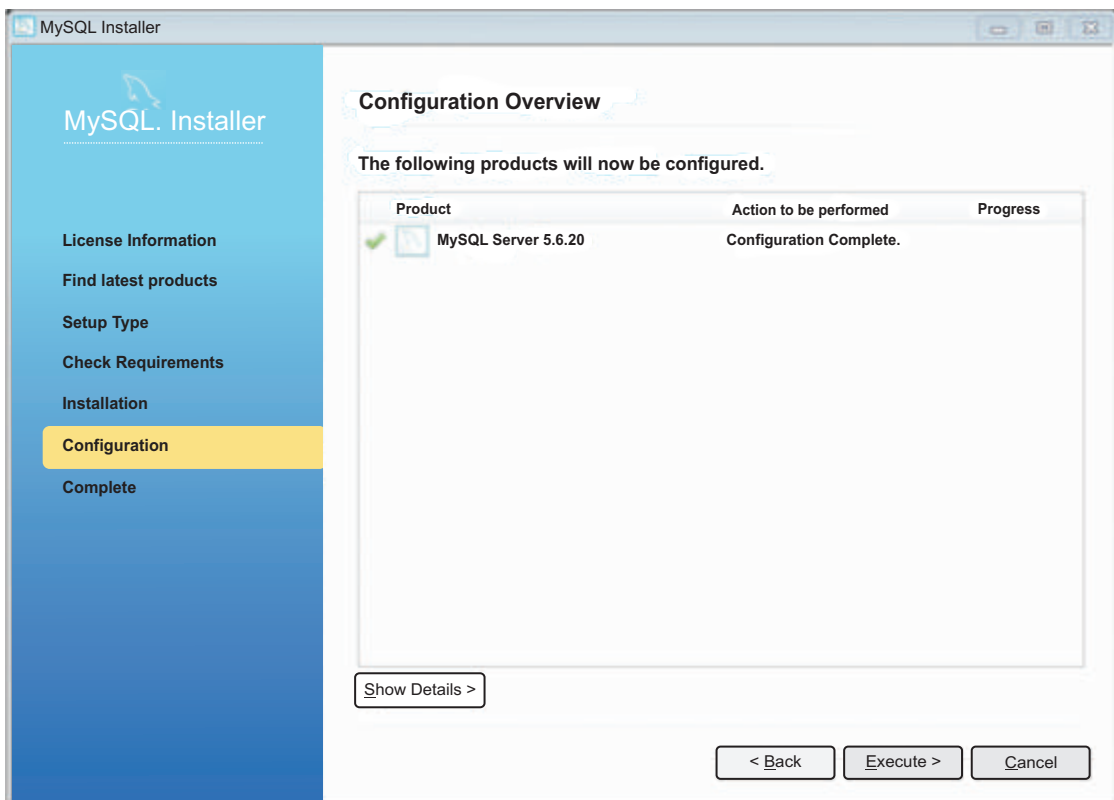 MySQL Installer
MySQL. Installer
License Information
Find latest products
Setup Type
Check Requirements
Installation
Configuration
Complete
Configuration Overview
The following products will now be configured.
Product Action to be performed Progress
MySQL Server 5.6.20 Configuration Complete.
Show Details >
< Back Execute > Cancel